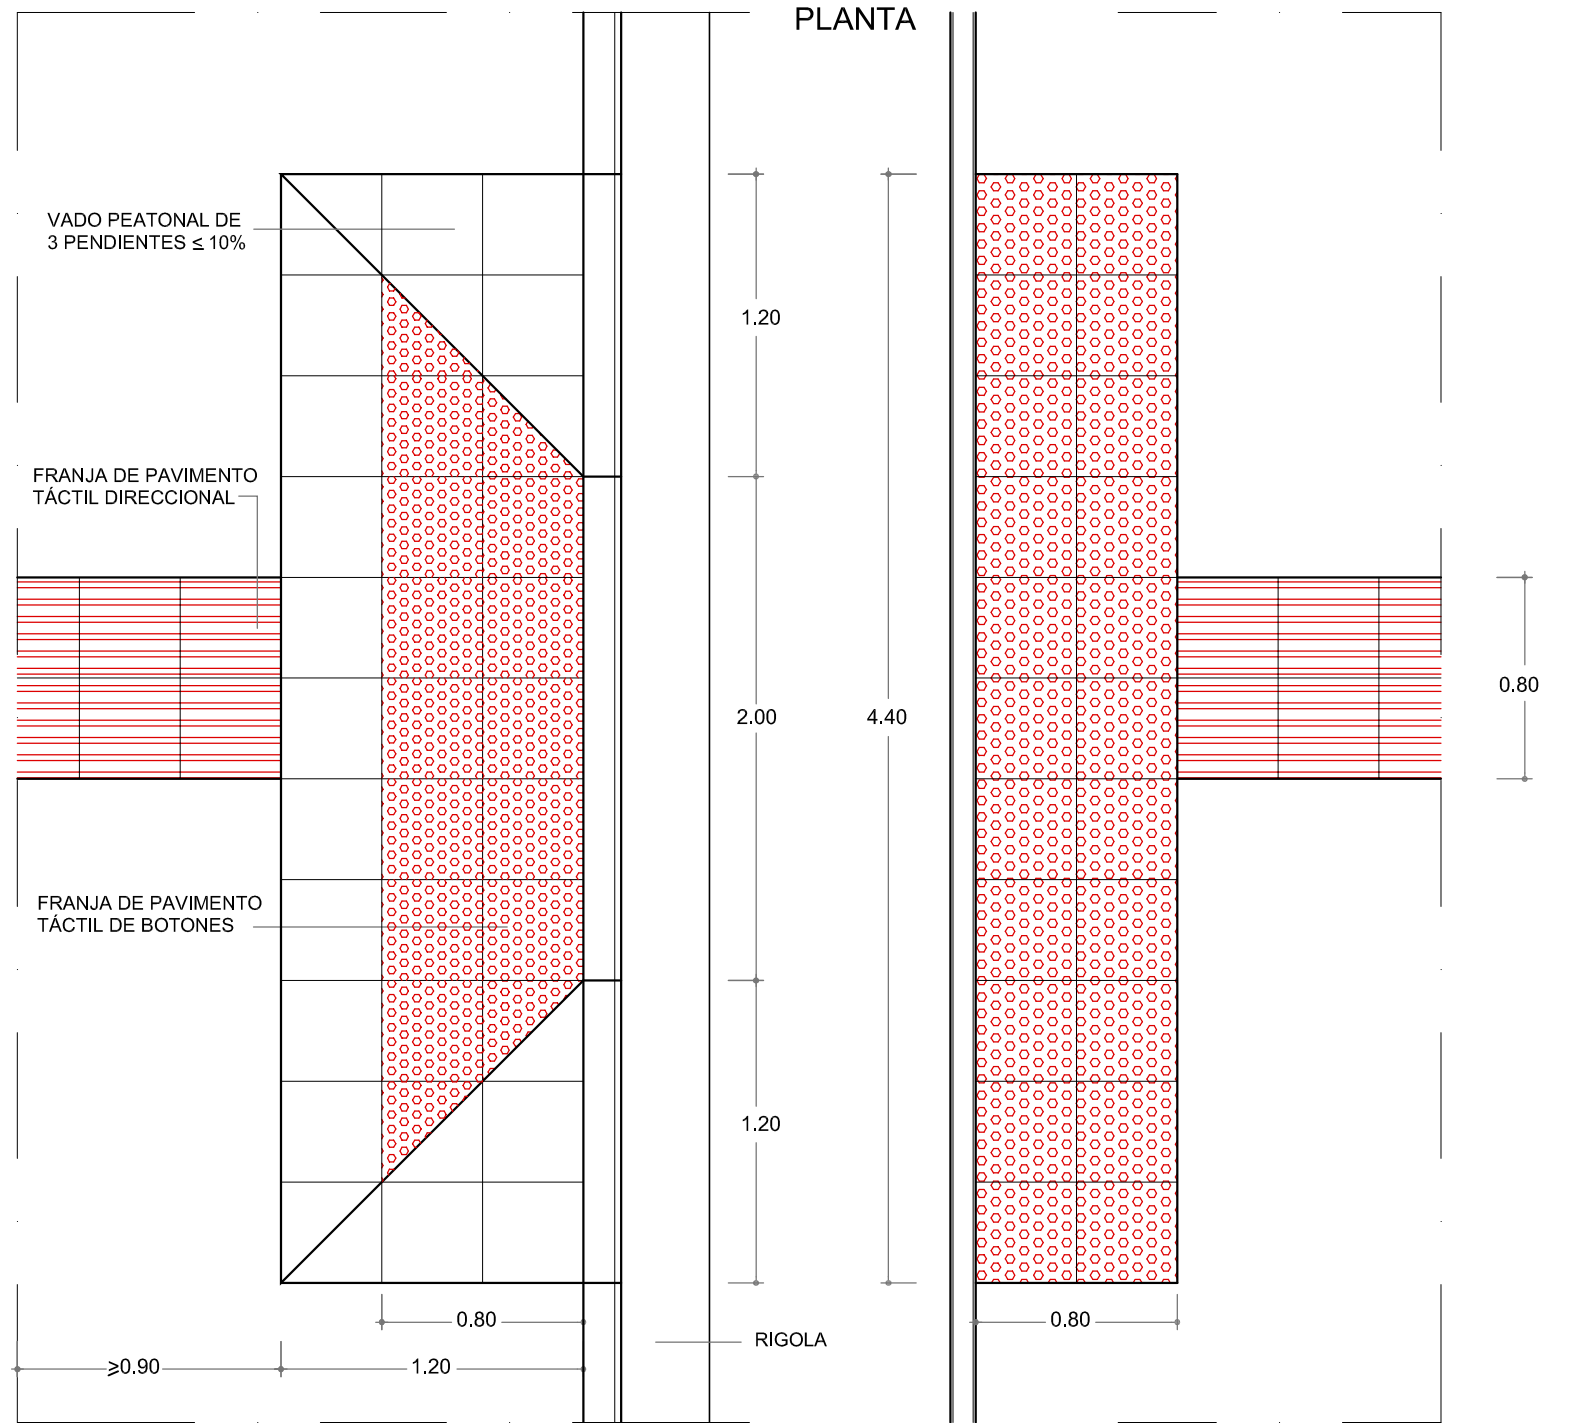 PLANTA
VADO PEATONAL DE
3 PENDIENTES ≤ 10%
1.20
FRANJA DE PAVIMENTO
TÁCTIL DIRECCIONAL
0.80
2.00
4.40
FRANJA DE PAVIMENTO
TÁCTIL DE BOTONES
1.20
0.80
0.80
RIGOLA
≥0.90
1.20